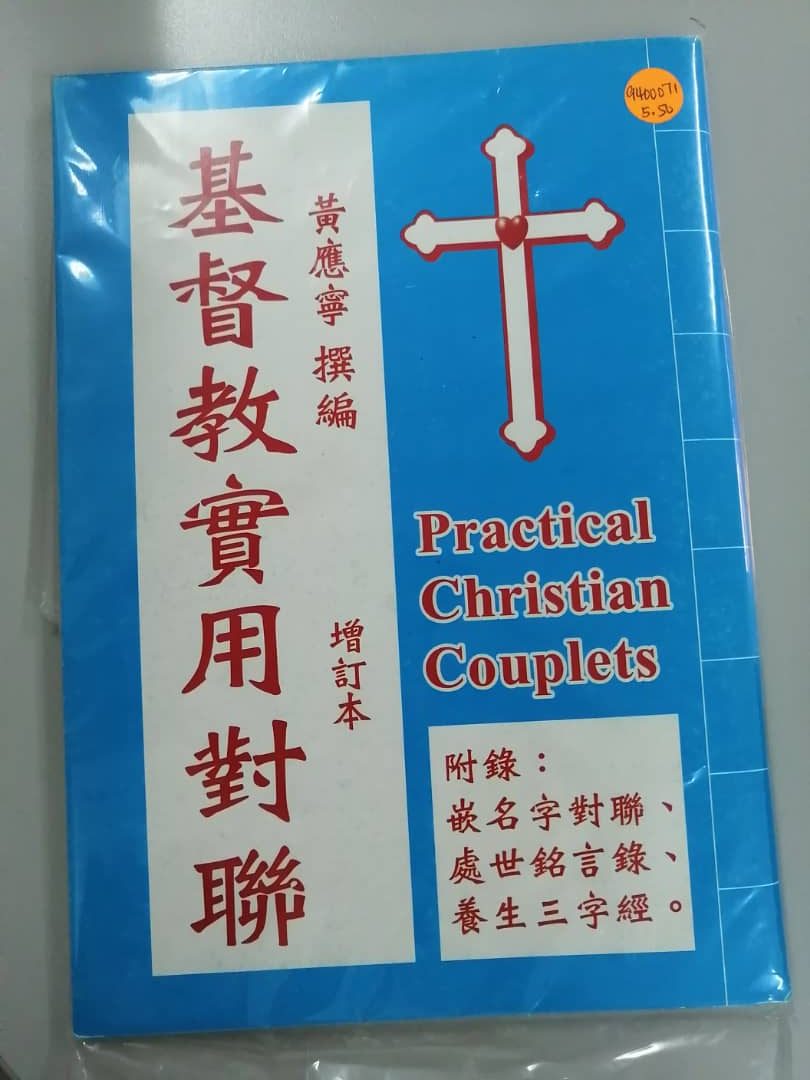 基督教實用對聯
黃應寧 撰編
增訂本
9400071
5.50
Practical
Christian
Couplets
附錄：
嵌名字對聯、
處世銘言錄、
養生三字經。